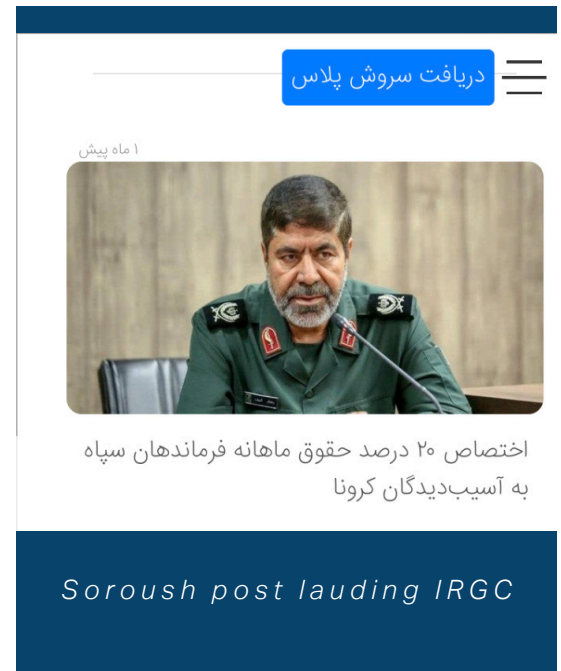 دریافت سروش پلاس
۱ ماه پیش
اختصاص ۲۰ درصد حقوق ماهانه فرماندهان سپاه
به آسیب‌دیدگان کرونا
Soroush post lauding IRGC